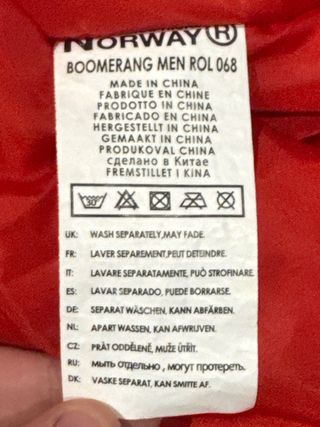 NORWAY®
BOOMERANG MEN ROL 068
MADE IN CHINA
FABRIQUE EN CHINE
PRODOTTO IN CHINA
FABRICADO EN CHINA
HERGESTELLT IN CHINA
GEMAAKT IN CHINA
PRODUKOVAL CHINA
сделано в Китае
FREMSTILLET I KINA
30°
UK: WASH SEPARATELY,MAY FADE.
FR: LAVER SEPAREMENT,PEUT DETEINDRE.
IT: LAVARE SEPARATAMENTE, PUÒ STROFINARE.
ES: LAVAR SEPARADO, PUEDE BORRARSE.
DE: SEPARAT WÄSCHEN, KANN ABFÄRBEN.
NL: APART WASSEN, KAN AFWRIJVEN.
CZ: PRÁT ODDĚLENĚ, MUŽE ÚTŘÍT.
RU: мыть отдельно , могут протереть.
DK: VASKE SEPARAT, KAN SMITTE AF.